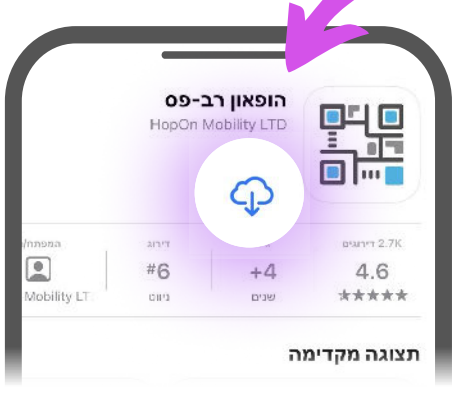 הופאון רב-פס
HopOn Mobility LTD
2.7K דירוגים
דירוג
המפתח/ת
4.6
4+
#6
שנים
ניווט
Mobility LT
תצוגה מקדימה